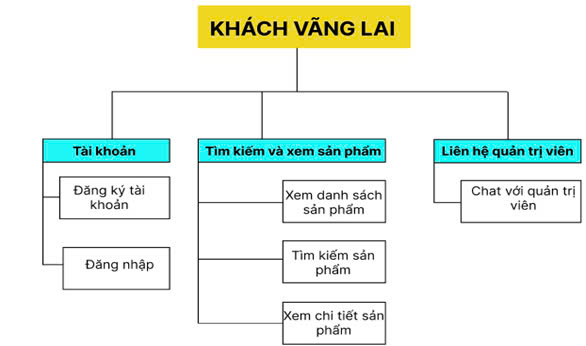 KHÁCH VÃNG LAI
Tài khoản
Đăng ký tài
khoản
Đăng nhập
Tìm kiếm và xem sản phẩm
Xem danh sách
sản phẩm
Tìm kiếm sản
phẩm
Xem chi tiết sản
phẩm
Liên hệ quản trị viên
Chat với quản trị
viên